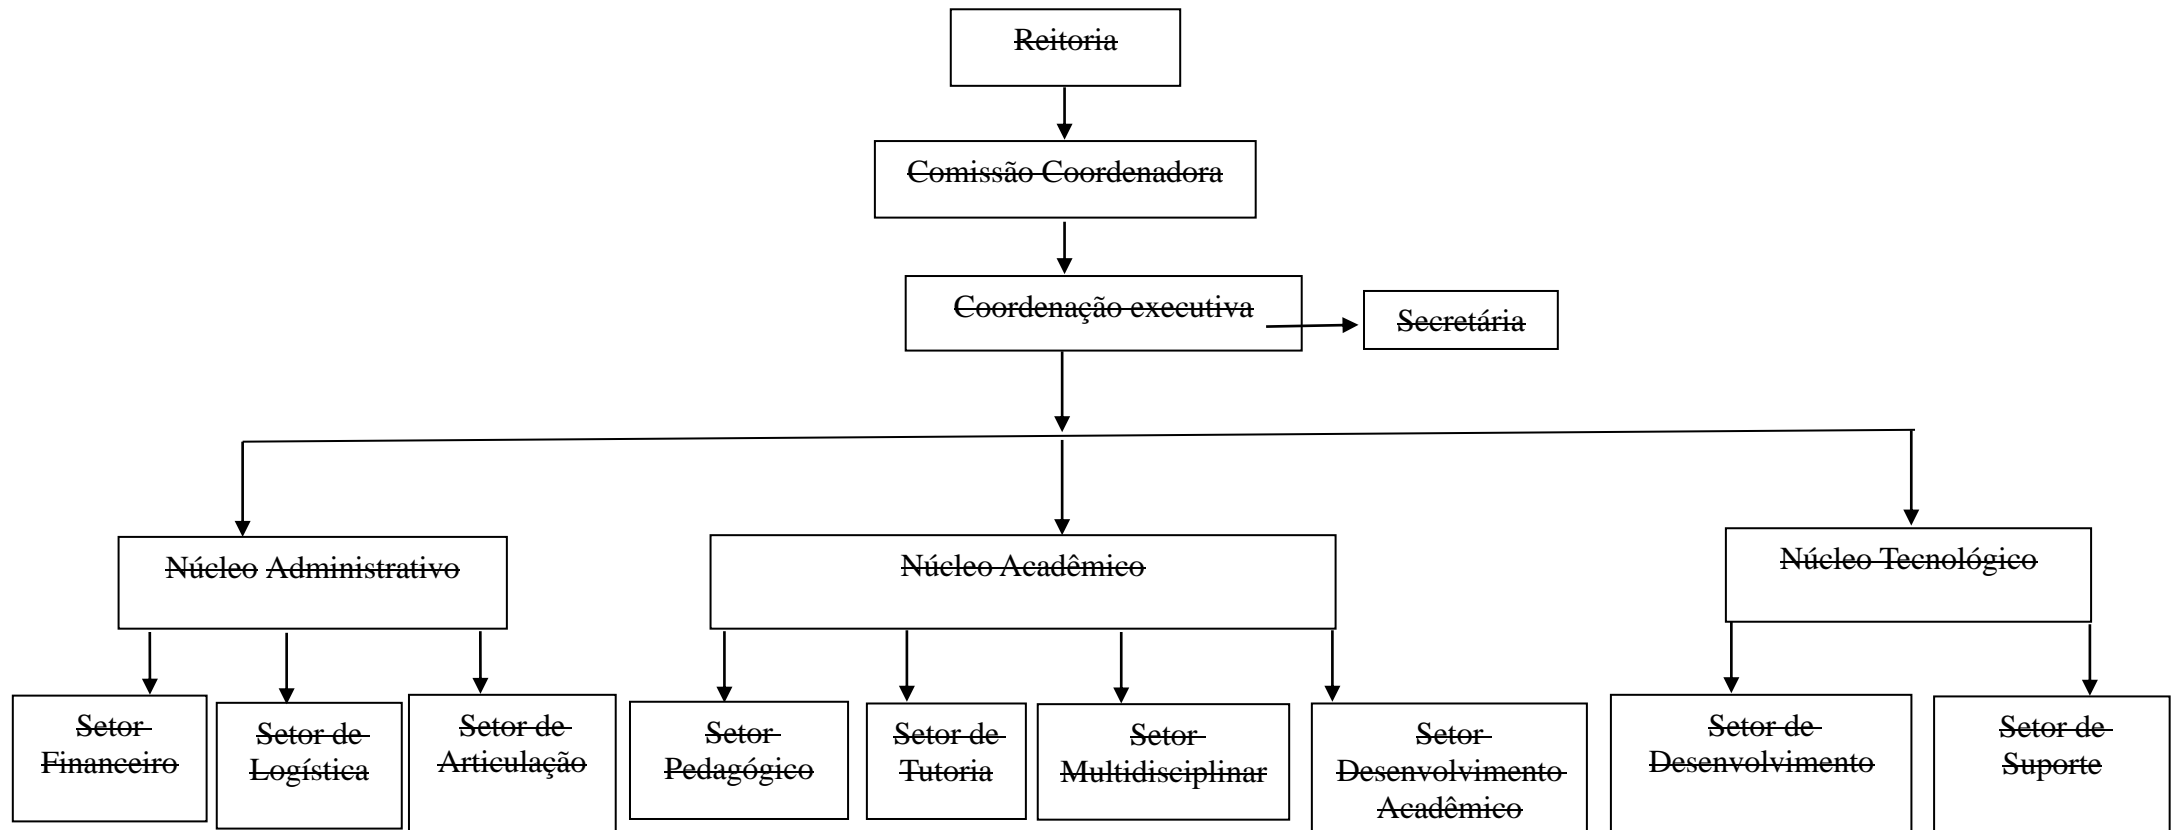 Reitoria
Comissão Coordenadora
Coordenação executiva
Secretária
Núcleo Administrativo
Núcleo Acadêmico
Núcleo Tecnológico
Setor
Financeiro
Setor de
Logística
Setor de
Articulação
Setor
Pedagógico
Setor de
Tutoria
Setor
Multidisciplinar
Setor
Desenvolvimento
Acadêmico
Setor de
Desenvolvimento
Setor de
Suporte